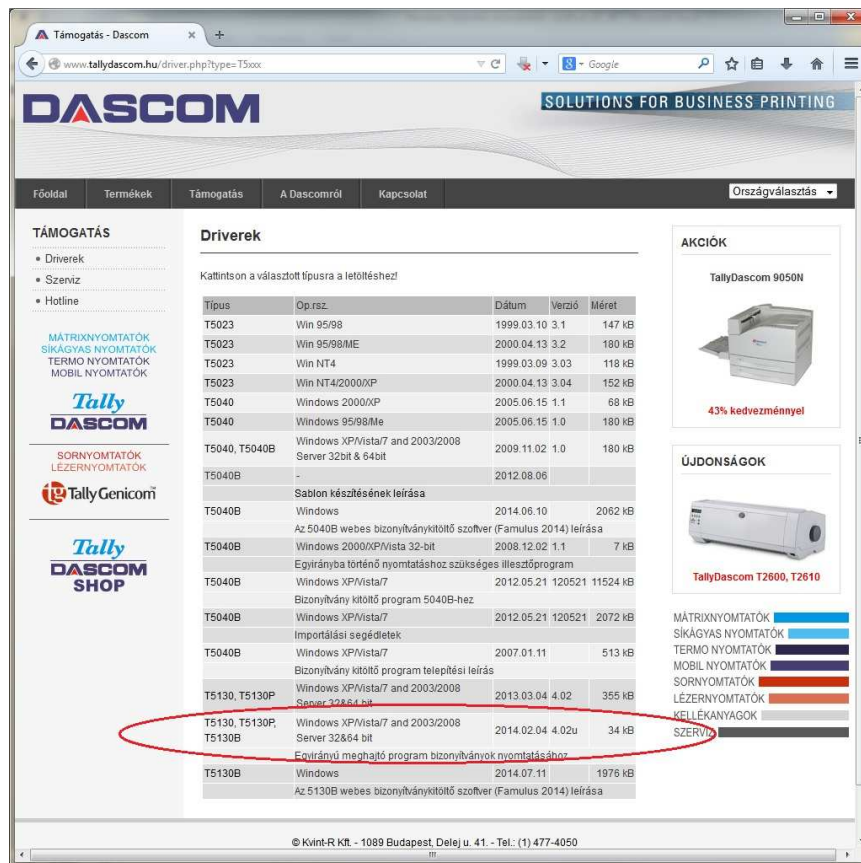 Támogatás - Dascom
www.tallydascom.hu/driver.php?type=T5xxx
Google
DASCOM
SOLUTIONS FOR BUSINESS PRINTING
Főoldal Termékek Támogatás A Dascomról Kapcsolat
Országválasztás
TÁMOGATÁS
Driverek
Szerviz
Hotline
MÁTRIXNYOMTATÓK
SÍKÁGYAS NYOMTATÓK
TERMO NYOMTATÓK
MOBIL NYOMTATÓK
Tally
DASCOM
SORNYOMTATÓK
LÉZERNYOMTATÓK
tg TallyGenicom
Tally
DASCOM
SHOP
Driverek
Kattintson a választott típusra a letöltéshez!
Típus Op.rsz. Dátum Verzió Méret
T5023 Win 95/98 1999.03.10 3.1 147 kB
T5023 Win 95/98/ME 2000.04.13 3.2 180 kB
T5023 Win NT4 1999.03.09 3.03 118 kB
T5023 Win NT4/2000/XP 2000.04.13 3.04 152 kB
T5040 Windows 2000/XP 2005.06.15 1.1 68 kB
T5040 Windows 95/98/Me 2005.06.15 1.0 180 kB
T5040, T5040B Windows XP/Vista/7 and 2003/2008 2009.11.02 1.0 180 kB
Server 32bit & 64bit
T5040B - 2012.08.06
Sablon készítésének leírása
T5040B Windows 2014.06.10 2062 kB
Az 5040B webes bizonyítványkitöltő szoftver (Famulus 2014) leírása
T5040B Windows 2000/XP/Vista 32-bit 2008.12.02 1.1 7 kB
Egyirányba történő nyomtatáshoz szükséges illesztőprogram
T5040B Windows XP/Vista/7 2012.05.21 120521 11524 kB
Bizonyítvány kitöltő program 5040B-hez
T5040B Windows XP/Vista/7 2012.05.21 120521 2072 kB
Importálási segédletek
T5040B Windows XP/Vista/7 2007.01.11 513 kB
Bizonyítvány kitöltő program telepítési leírás
T5130, T5130P Windows XP/Vista/7 and 2003/2008 2013.03.04 4.02 355 kB
Server 32&64 bit
T5130, T5130P, Windows XP/Vista/7 and 2003/2008 2014.02.04 4.02u 34 kB
T5130B Server 32&64 bit
Egyirányú meghajtó program bizonyítványok nyomtatásához
T5130B Windows 2014.07.11 1976 kB
Az 5130B webes bizonyítványkitöltő szoftver (Famulus 2014) leírása
AKCIÓK
TallyDascom 9050N
43% kedvezménnyel
ÚJDONSÁGOK
TallyDascom T2600, T2610
MÁTRIXNYOMTATÓK
SÍKÁGYAS NYOMTATÓK
TERMO NYOMTATÓK
MOBIL NYOMTATÓK
SORNYOMTATÓK
LÉZERNYOMTATÓK
KELLÉKANYAGOK
SZERVIZ
© Kvint-R Kft. - 1089 Budapest, Delej u. 41. - Tel.: (1) 477-4050